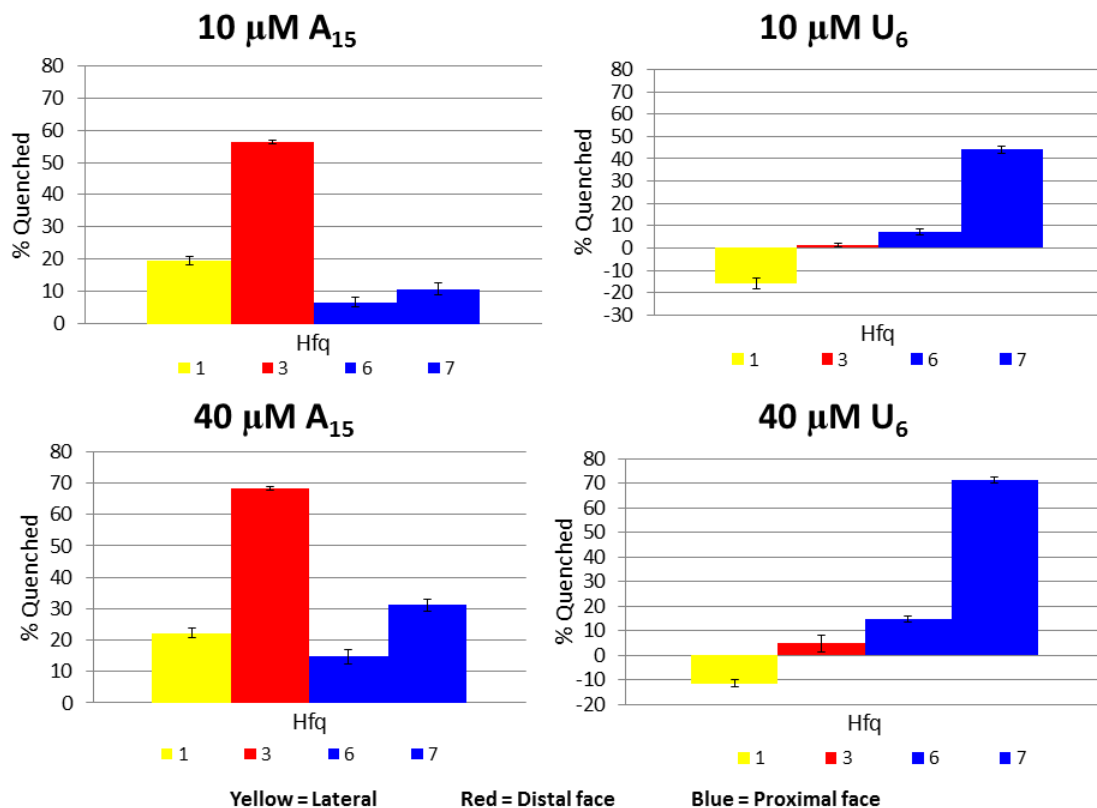 10 μM A₁₅
% Quenched
80
70
60
50
40
30
20
10
0
Hfq
1 3 6 7
10 μM U₆
% Quenched
80
70
60
50
40
30
20
10
0
-10
-20
-30
Hfq
1 3 6 7
40 μM A₁₅
% Quenched
80
70
60
50
40
30
20
10
0
Hfq
1 3 6 7
40 μM U₆
% Quenched
80
70
60
50
40
30
20
10
0
-10
-20
Hfq
1 3 6 7
Yellow = Lateral Red = Distal face Blue = Proximal face